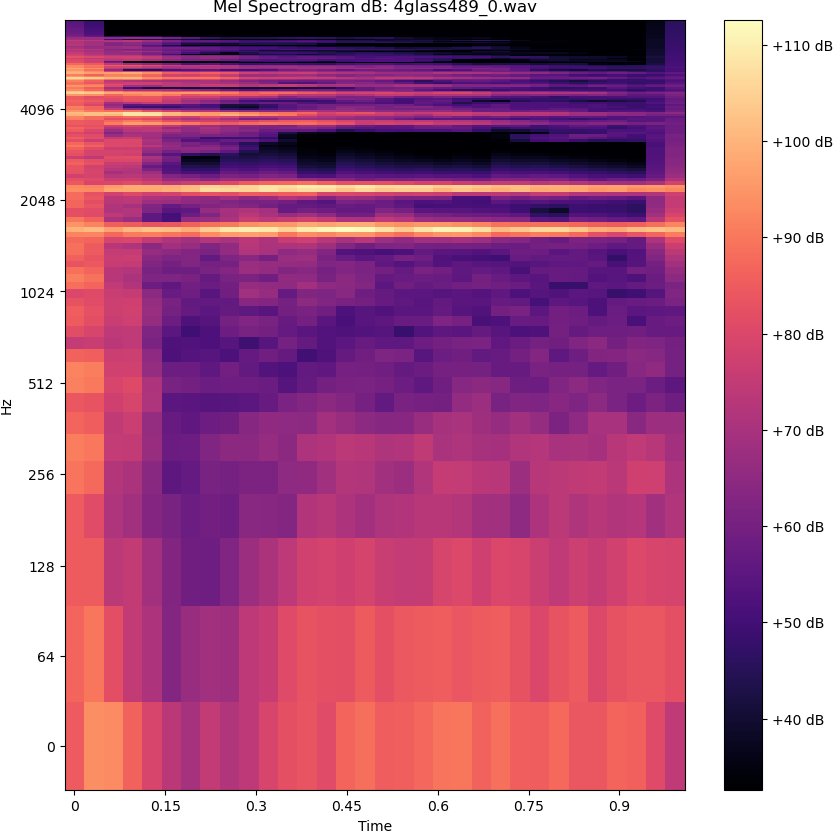 Mel Spectrogram dB: 4glass489_0.wav
+110 dB
4096
+100 dB
2048
+90 dB
1024
+80 dB
512
Hz
+70 dB
256
+60 dB
128
+50 dB
64
+40 dB
0
0 0.15 0.3 0.45 0.6 0.75 0.9
Time